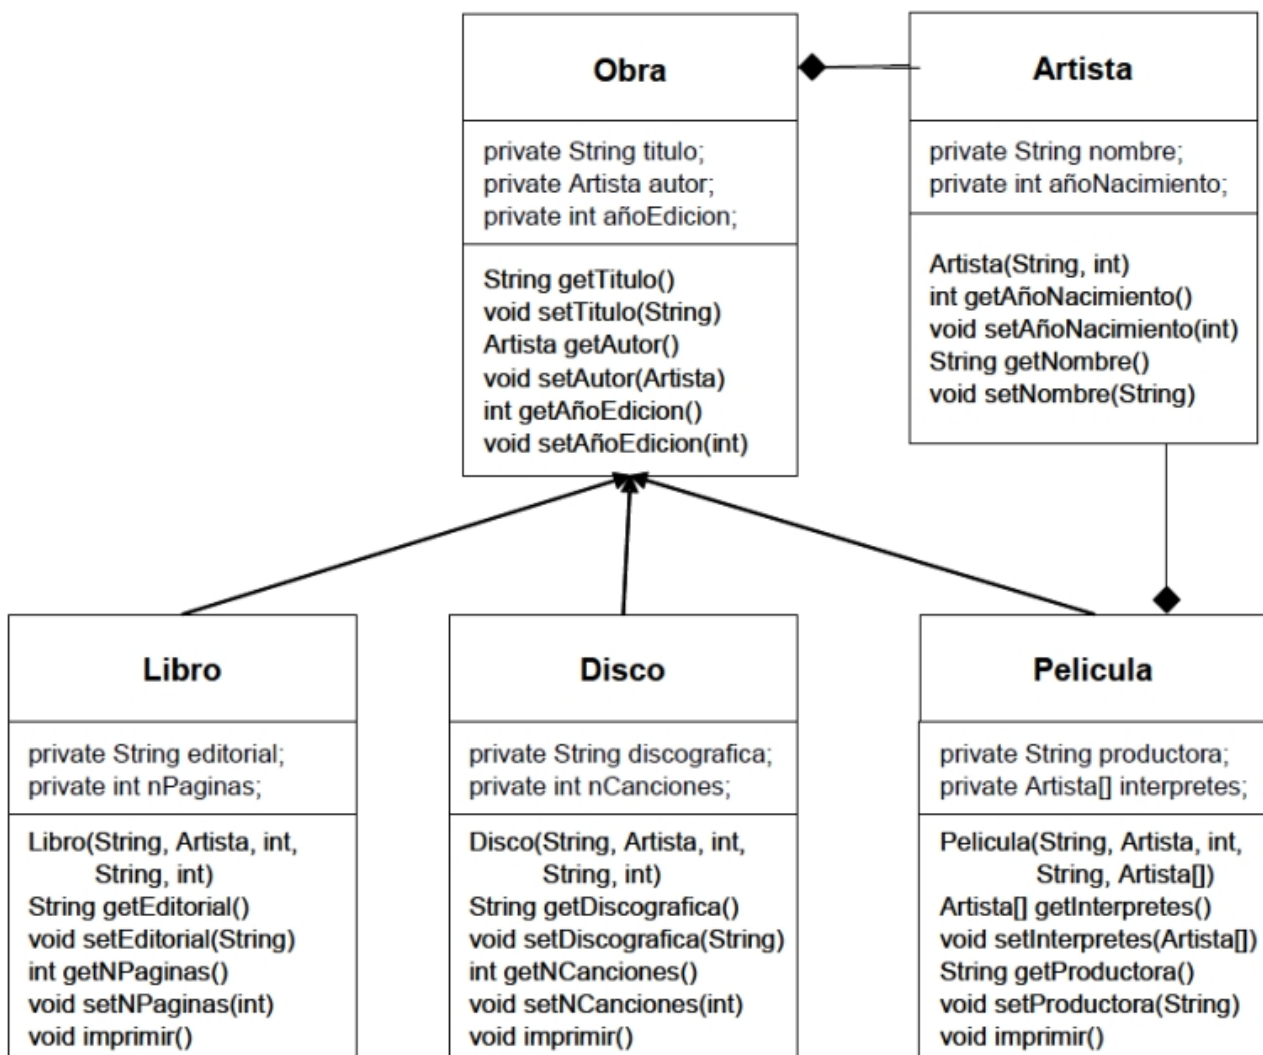 Obra
private String titulo;
private Artista autor;
private int añoEdicion;
String getTitulo()
void setTitulo(String)
Artista getAutor()
void setAutor(Artista)
int getAñoEdicion()
void setAñoEdicion(int)
Artista
private String nombre;
private int añoNacimiento;
Artista(String, int)
int getAñoNacimiento()
void setAñoNacimiento(int)
String getNombre()
void setNombre(String)
Libro
private String editorial;
private int nPaginas;
Libro(String, Artista, int,
String, int)
String getEditorial()
void setEditorial(String)
int getNPaginas()
void setNPaginas(int)
void imprimir()
Disco
private String discografica;
private int nCanciones;
Disco(String, Artista, int,
String, int)
String getDiscografica()
void setDiscografica(String)
int getNCanciones()
void setNCanciones(int)
void imprimir()
Pelicula
private String productora;
private Artista[] interpretes;
Pelicula(String, Artista, int,
String, Artista[])
Artista[] getInterpretes()
void setInterpretes(Artista[])
String getProductora()
void setProductora(String)
void imprimir()